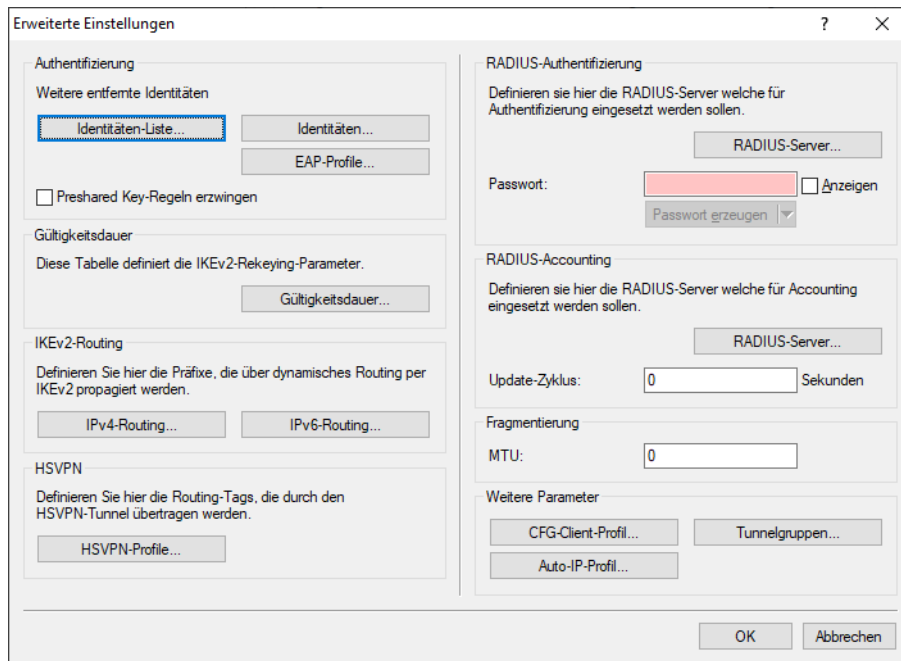 Erweiterte Einstellungen
?
Authentifizierung
Weitere entfernte Identitäten
Identitäten-Liste...
Identitäten...
EAP-Profile...
Preshared Key-Regeln erzwingen
Gültigkeitsdauer
Diese Tabelle definiert die IKEv2-Rekeying-Parameter.
Gültigkeitsdauer...
IKEv2-Routing
Definieren Sie hier die Präfixe, die über dynamisches Routing per
IKEv2 propagiert werden.
IPv4-Routing...
IPv6-Routing...
HSVPN
Definieren Sie hier die Routing-Tags, die durch den
HSVPN-Tunnel übertragen werden.
HSVPN-Profile...
RADIUS-Authentifizierung
Definieren sie hier die RADIUS-Server welche für
Authentifizierung eingesetzt werden sollen.
RADIUS-Server...
Passwort:
Anzeigen
Passwort erzeugen
RADIUS-Accounting
Definieren sie hier die RADIUS-Server welche für Accounting
eingesetzt werden sollen.
RADIUS-Server...
Update-Zyklus: 0 Sekunden
Fragmentierung
MTU: 0
Weitere Parameter
CFG-Client-Profil...
Tunnelgruppen...
Auto-IP-Profil...
OK
Abbrechen